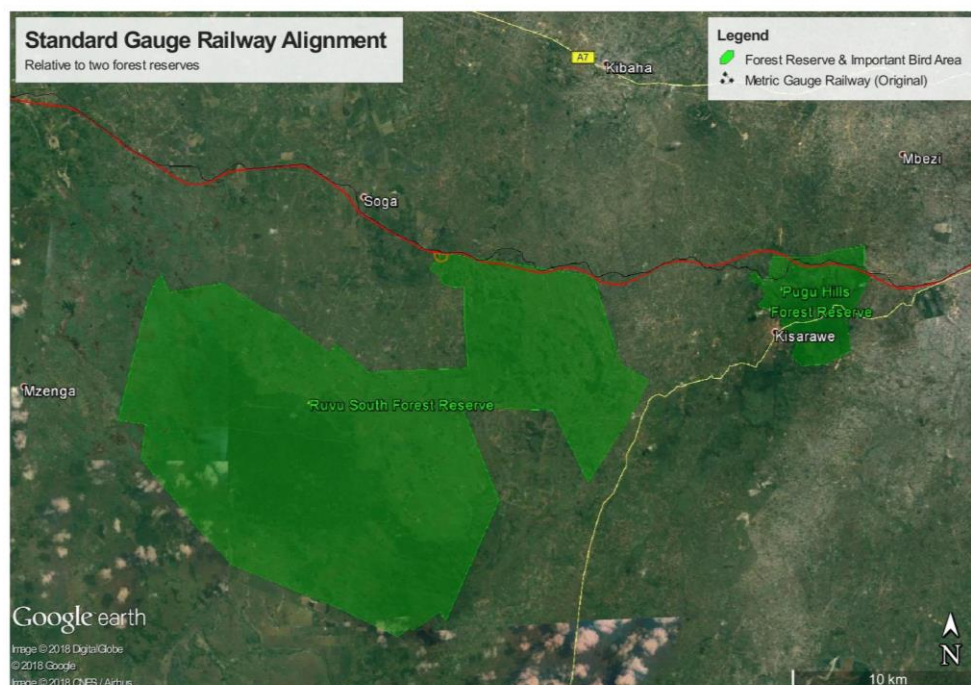 Standard Gauge Railway Alignment
Relative to two forest reserves
Legend
Forest Reserve & Important Bird Area
Metric Gauge Railway (Original)
A7
Kibaha
Mbezi
Soga
Pugu Hills
Forest Reserve
Kisarawe
Mzenga
Ruvu South Forest Reserve
Google earth
Image © 2018 DigitalGlobe
© 2018 Google
Image © 2018 CNES / Airbus
N
10 km